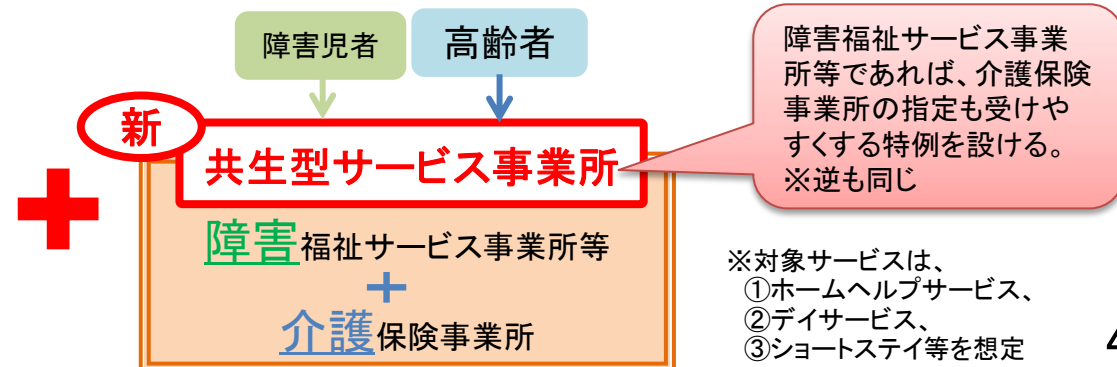 障害児者
高齢者
新
共生型サービス事業所
障害福祉サービス事業所等
+
介護保険事業所
障害福祉サービス事業
所等であれば、介護保険
事業所の指定も受けや
すくする特例を設ける。
※逆も同じ
※対象サービスは、
①ホームヘルプサービス、
②デイサービス、
③ショートステイ等を想定